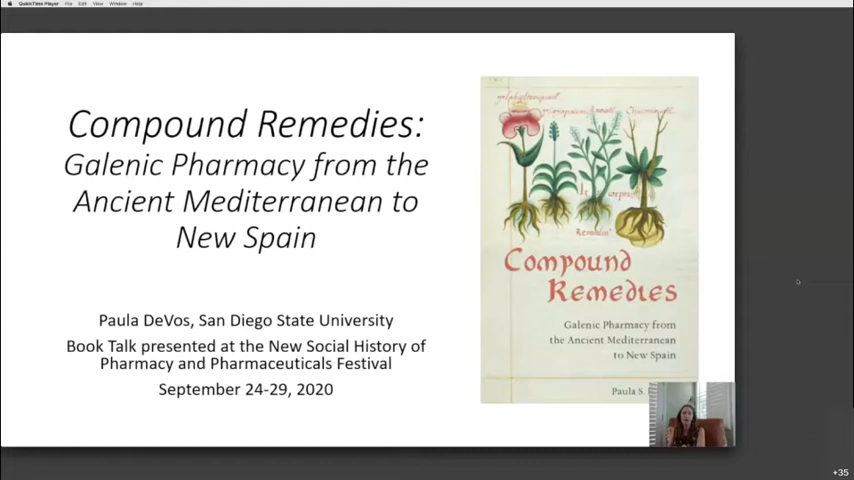 QuickTime Player File Edit View Window Help
Compound Remedies:
Galenic Pharmacy from the
Ancient Mediterranean to
New Spain
Paula DeVos, San Diego State University
Book Talk presented at the New Social History of
Pharmacy and Pharmaceuticals Festival
September 24-29, 2020
Compound
Remedies
Galenic Pharmacy from
the Ancient Mediterranean
to New Spain
Paula S.
+35